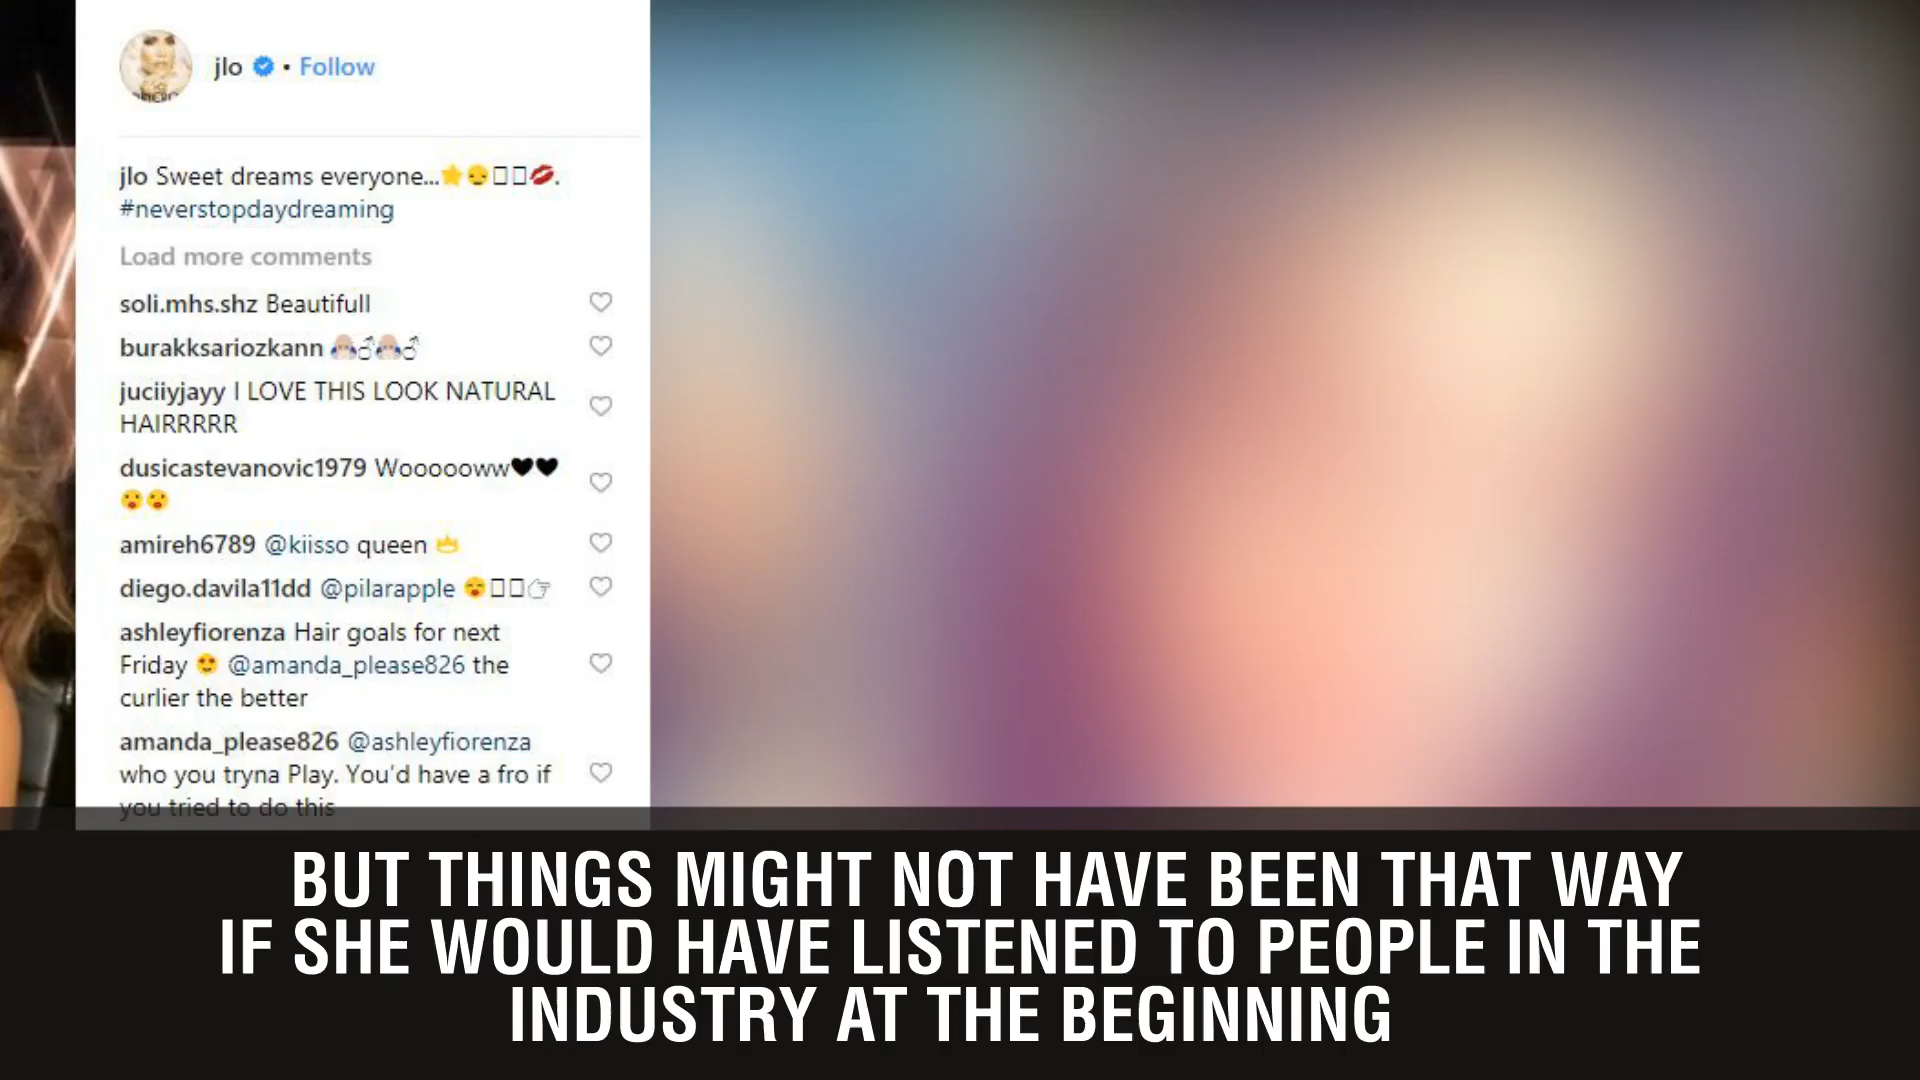 jlo • Follow
jlo Sweet dreams everyone...⭐😌💋.
#neverstopdaydreaming
Load more comments
soli.mhs.shz Beautifull
burakksariozkann
juciiyjayy I LOVE THIS LOOK NATURAL
HAIRRRRR
dusicastevanovic1979 Woooooww🖤🖤
😮😮
amireh6789 @kiisso queen 👑
diego.davila11dd @pilarapple
ashleyfiorenza Hair goals for next
Friday 😍 @amanda_please826 the
curlier the better
amanda_please826 @ashleyfiorenza
who you tryna Play. You'd have a fro if
you tried to do this
BUT THINGS MIGHT NOT HAVE BEEN THAT WAY
IF SHE WOULD HAVE LISTENED TO PEOPLE IN THE
INDUSTRY AT THE BEGINNING